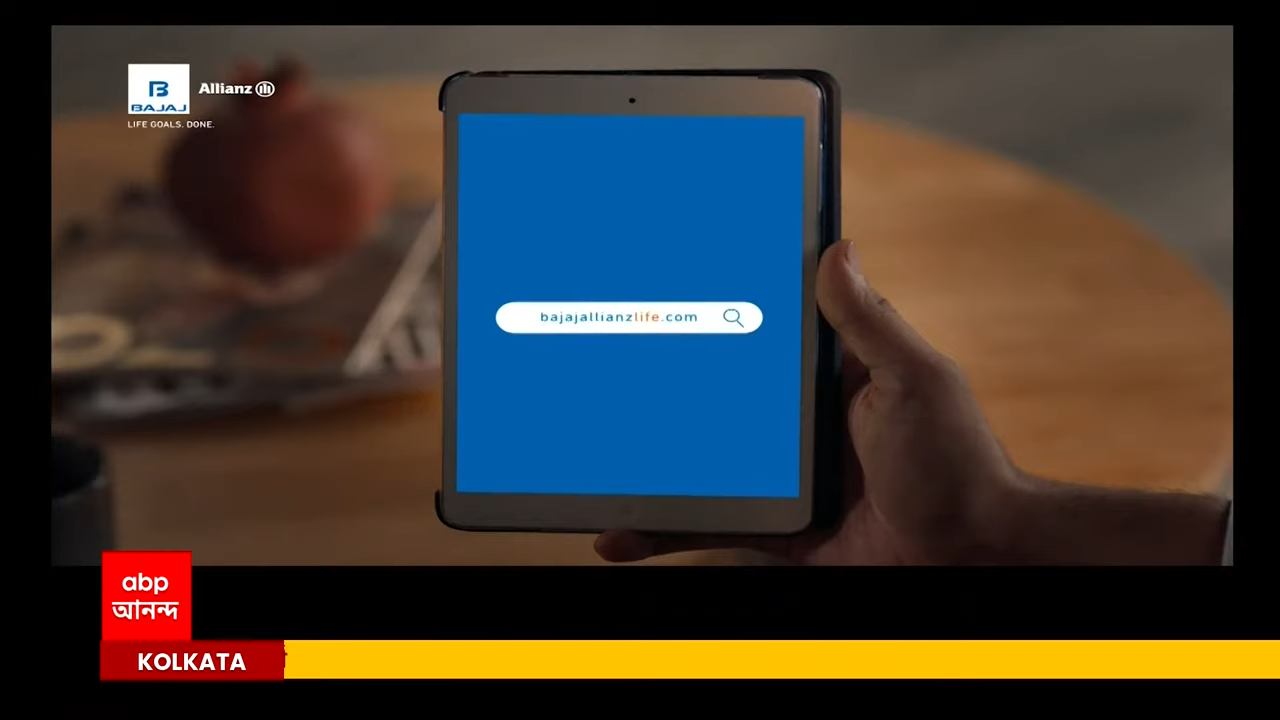 BAJAJ
Allianz
LIFE GOALS. DONE.
bajajallianzlife.com
abp
আনন্দ
KOLKATA